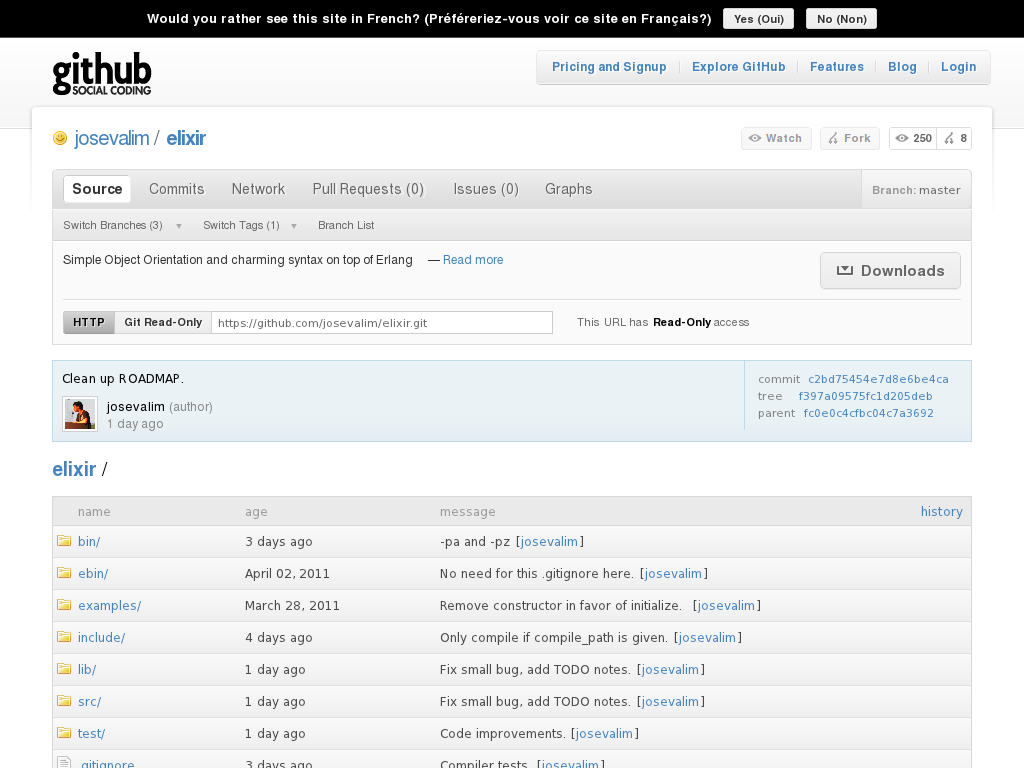 Would you rather see this site in French? (Préféreriez-vous voir ce site en Français?) Yes (Oui) No (Non)
github
SOCIAL CODING
Pricing and Signup Explore GitHub Features Blog Login
josevalim / elixir
Watch Fork 250 8
Source Commits Network Pull Requests (0) Issues (0) Graphs Branch: master
Switch Branches (3) Switch Tags (1) Branch List
Simple Object Orientation and charming syntax on top of Erlang — Read more
Downloads
HTTP Git Read-Only https://github.com/josevalim/elixir.git This URL has Read-Only access
Clean up ROADMAP.
josevalim (author)
1 day ago
commit c2bd75454e7d8e6be4ca
tree f397a09575fc1d205deb
parent fc0e0c4cfbc04c7a3692
elixir /
name age message history
bin/ 3 days ago -pa and -pz [josevalim]
ebin/ April 02, 2011 No need for this .gitignore here. [josevalim]
examples/ March 28, 2011 Remove constructor in favor of initialize. [josevalim]
include/ 4 days ago Only compile if compile_path is given. [josevalim]
lib/ 1 day ago Fix small bug, add TODO notes. [josevalim]
src/ 1 day ago Fix small bug, add TODO notes. [josevalim]
test/ 1 day ago Code improvements. [josevalim]
.gitignore 3 days ago Compiler tests. [josevalim]